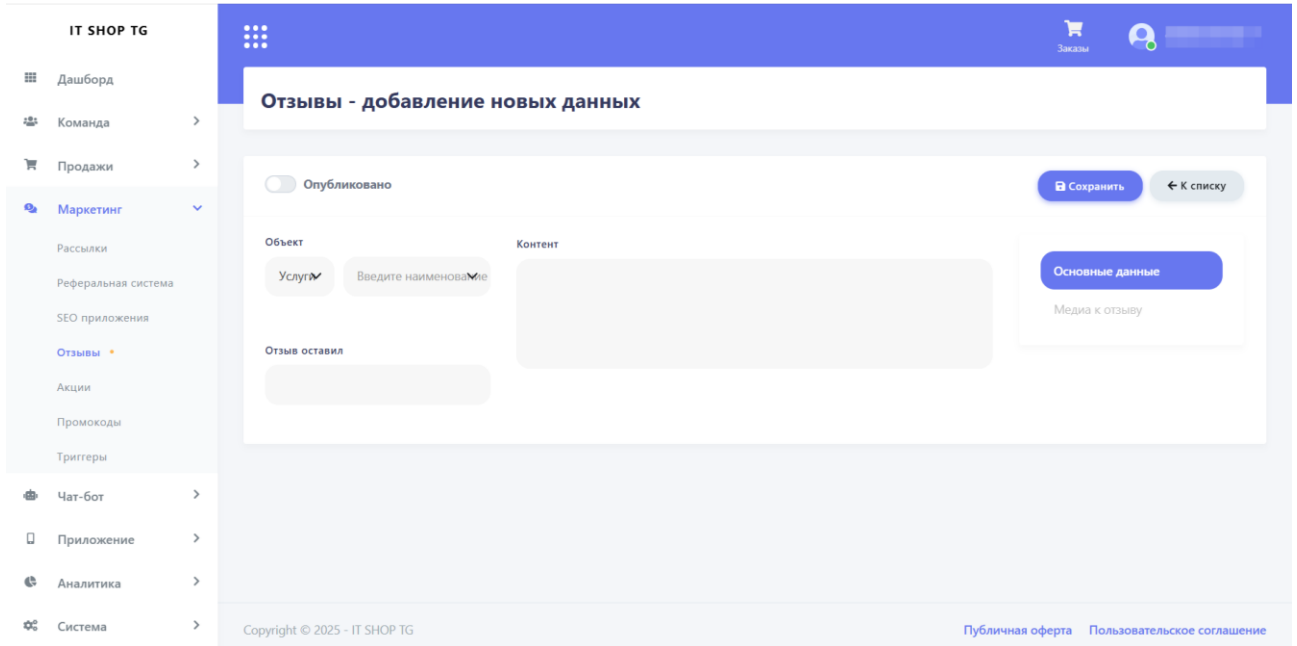 IT SHOP TG
Дашборд
Команда
Продажи
Маркетинг
Рассылки
Реферальная система
SEO приложения
Отзывы
Акции
Промокоды
Триггеры
Чат-бот
Приложение
Аналитика
Система
Заказы
Отзывы - добавление новых данных
Опубликовано
Сохранить
К списку
Объект
Услуги
Введите наименование
Отзыв оставил
Контент
Основные данные
Медиа к отзыву
Copyright © 2025 - IT SHOP TG
Публичная оферта Пользовательское соглашение